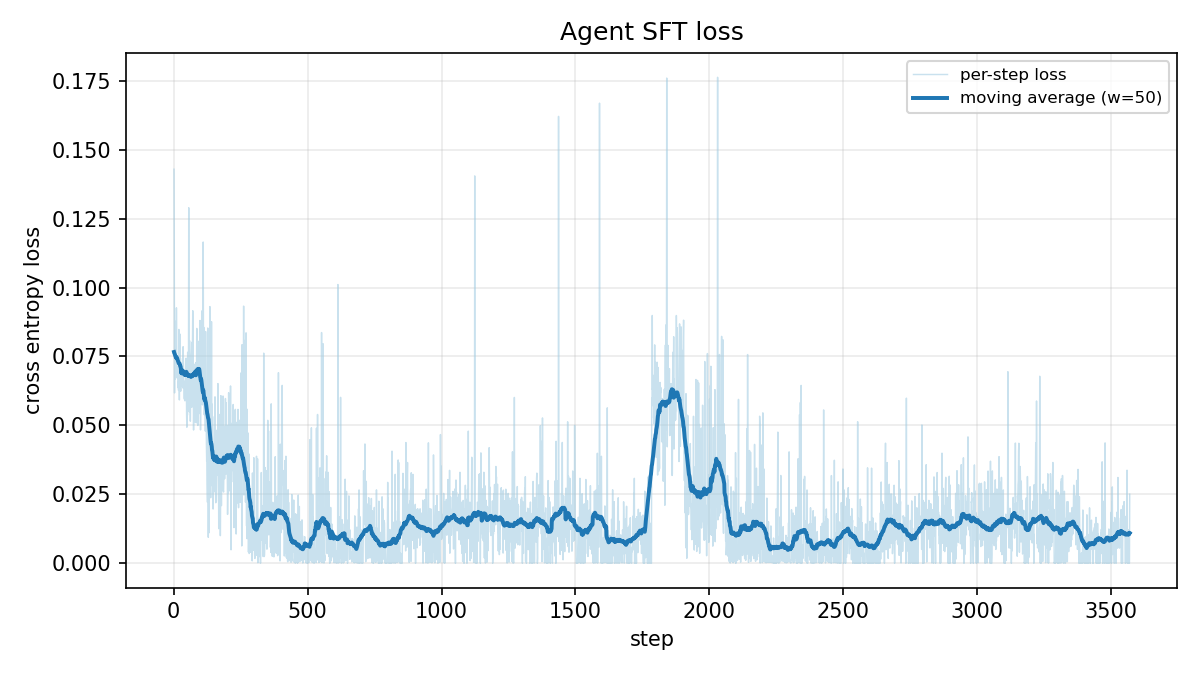 Agent SFT loss
per-step loss
moving average (w=50)
cross entropy loss
0.175
0.150
0.125
0.100
0.075
0.050
0.025
0.000
0 500 1000 1500 2000 2500 3000 3500
step